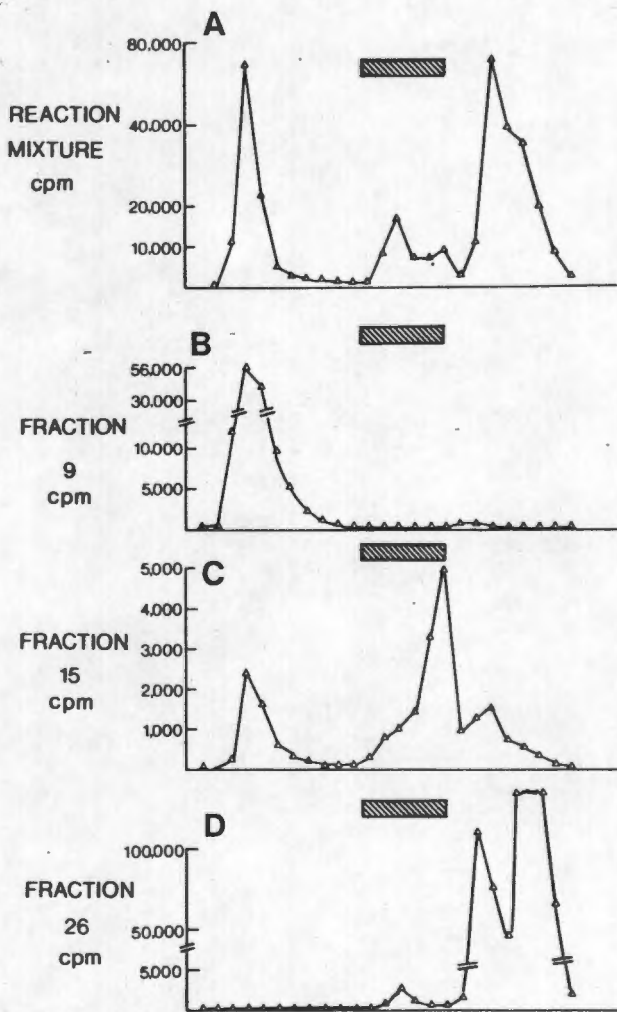 A
80.000
40.000
20.000
10.000
REACTION
MIXTURE
cpm
B
56.000
30.000
10.000
5.000
FRACTION
9
cpm
C
5.000
4.000
3.000
2.000
1.000
FRACTION
15
cpm
D
100.000
50.000
5.000
FRACTION
26
cpm